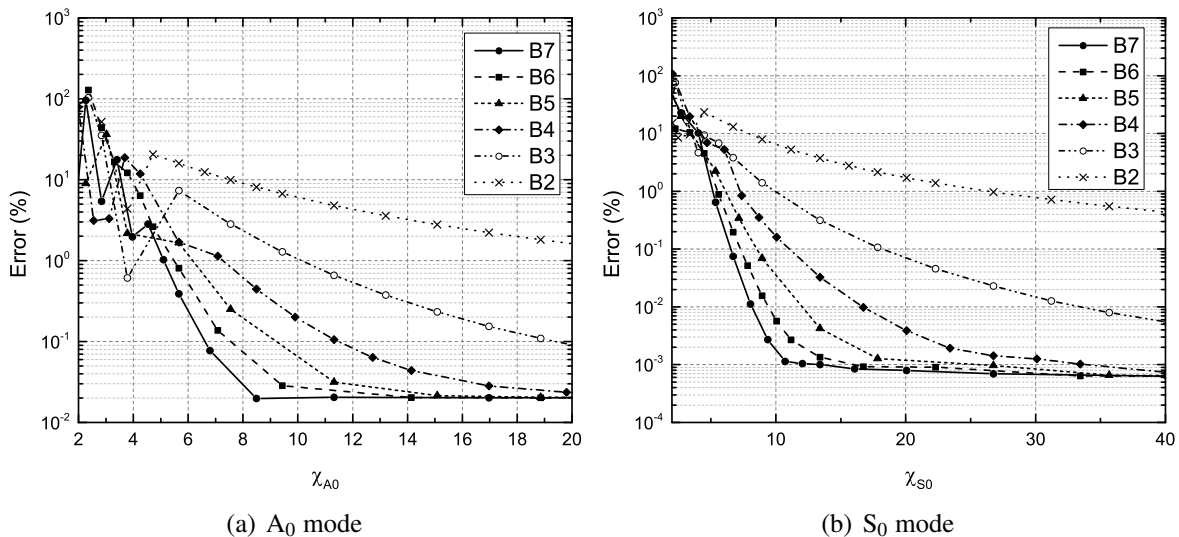 10³
10²
10¹
10⁰
10⁻¹
10⁻²
Error (%)
2 4 6 8 10 12 14 16 18 20
χ_A0
B7
B6
B5
B4
B3
B2
(a) A₀ mode
10³
10²
10¹
10⁰
10⁻¹
10⁻²
10⁻³
10⁻⁴
Error (%)
10 20 30 40
χ_S0
B7
B6
B5
B4
B3
B2
(b) S₀ mode